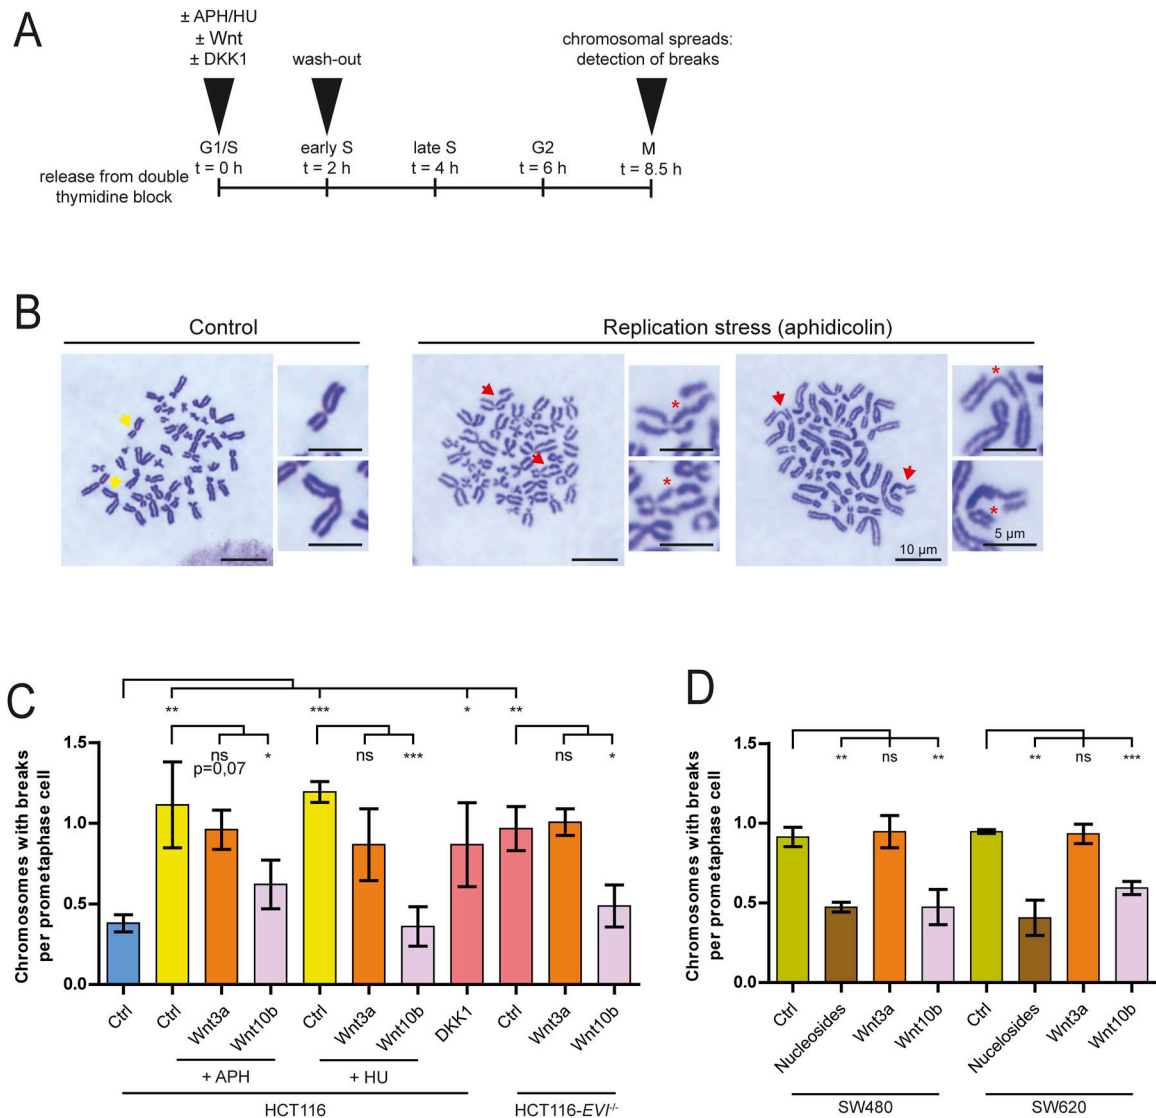 A
± APH/HU
± Wnt
± DKK1
wash-out
chromosomal spreads:
detection of breaks
G1/S
early S
late S
G2
M
release from double
thymidine block
t = 0 h
t = 2 h
t = 4 h
t = 6 h
t = 8.5 h
B
Control
Replication stress (aphidicolin)
*
*
*
*
10 µm
5 µm
C
Chromosomes with breaks
per prometaphase cell
** *** * **
ns * ns *** ns *
p=0,07
1.5
1.0
0.5
0.0
Ctrl Ctrl Wnt3a Wnt10b Ctrl Wnt3a Wnt10b DKK1 Ctrl Wnt3a Wnt10b
+ APH + HU
HCT116 HCT116-EVI-/-
D
Chromosomes with breaks
per prometaphase cell
** ns ** ** ns ***
1.5
1.0
0.5
0.0
Ctrl Nucleosides Wnt3a Wnt10b Ctrl Nucelosides Wnt3a Wnt10b
SW480 SW620